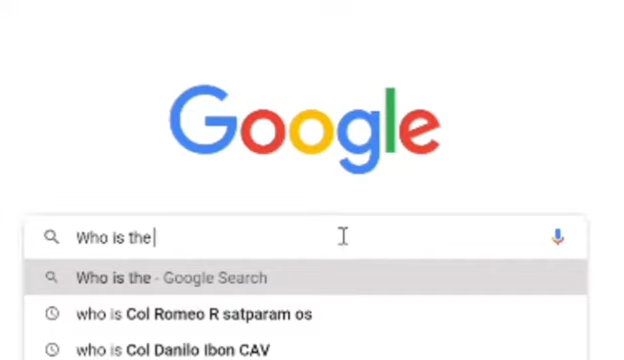 Google
Who is the
Who is the - Google Search
who is Col Romeo R satparam os
who is Col Danilo Ibon CAV